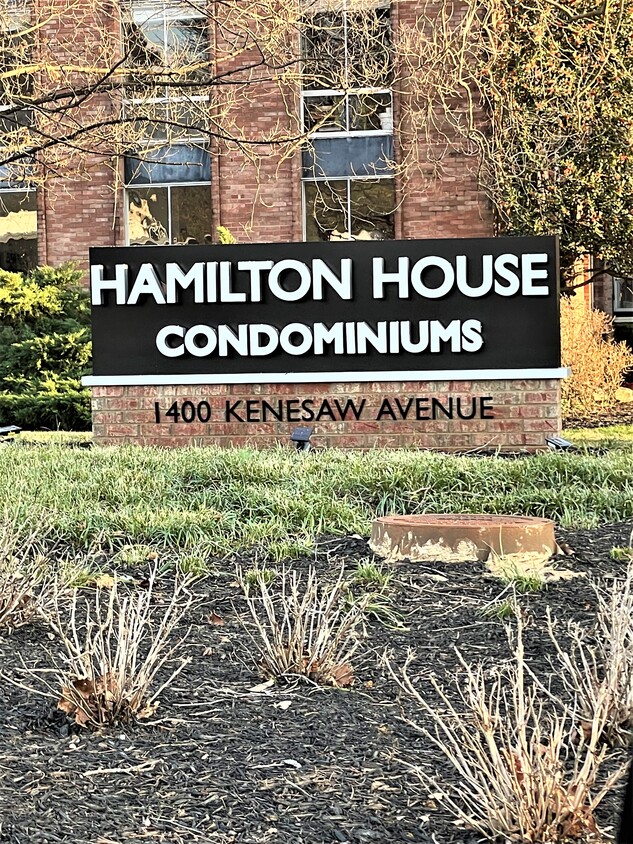 HAMILTON HOUSE
CONDOMINIUMS
1400 KENESAW AVENUE